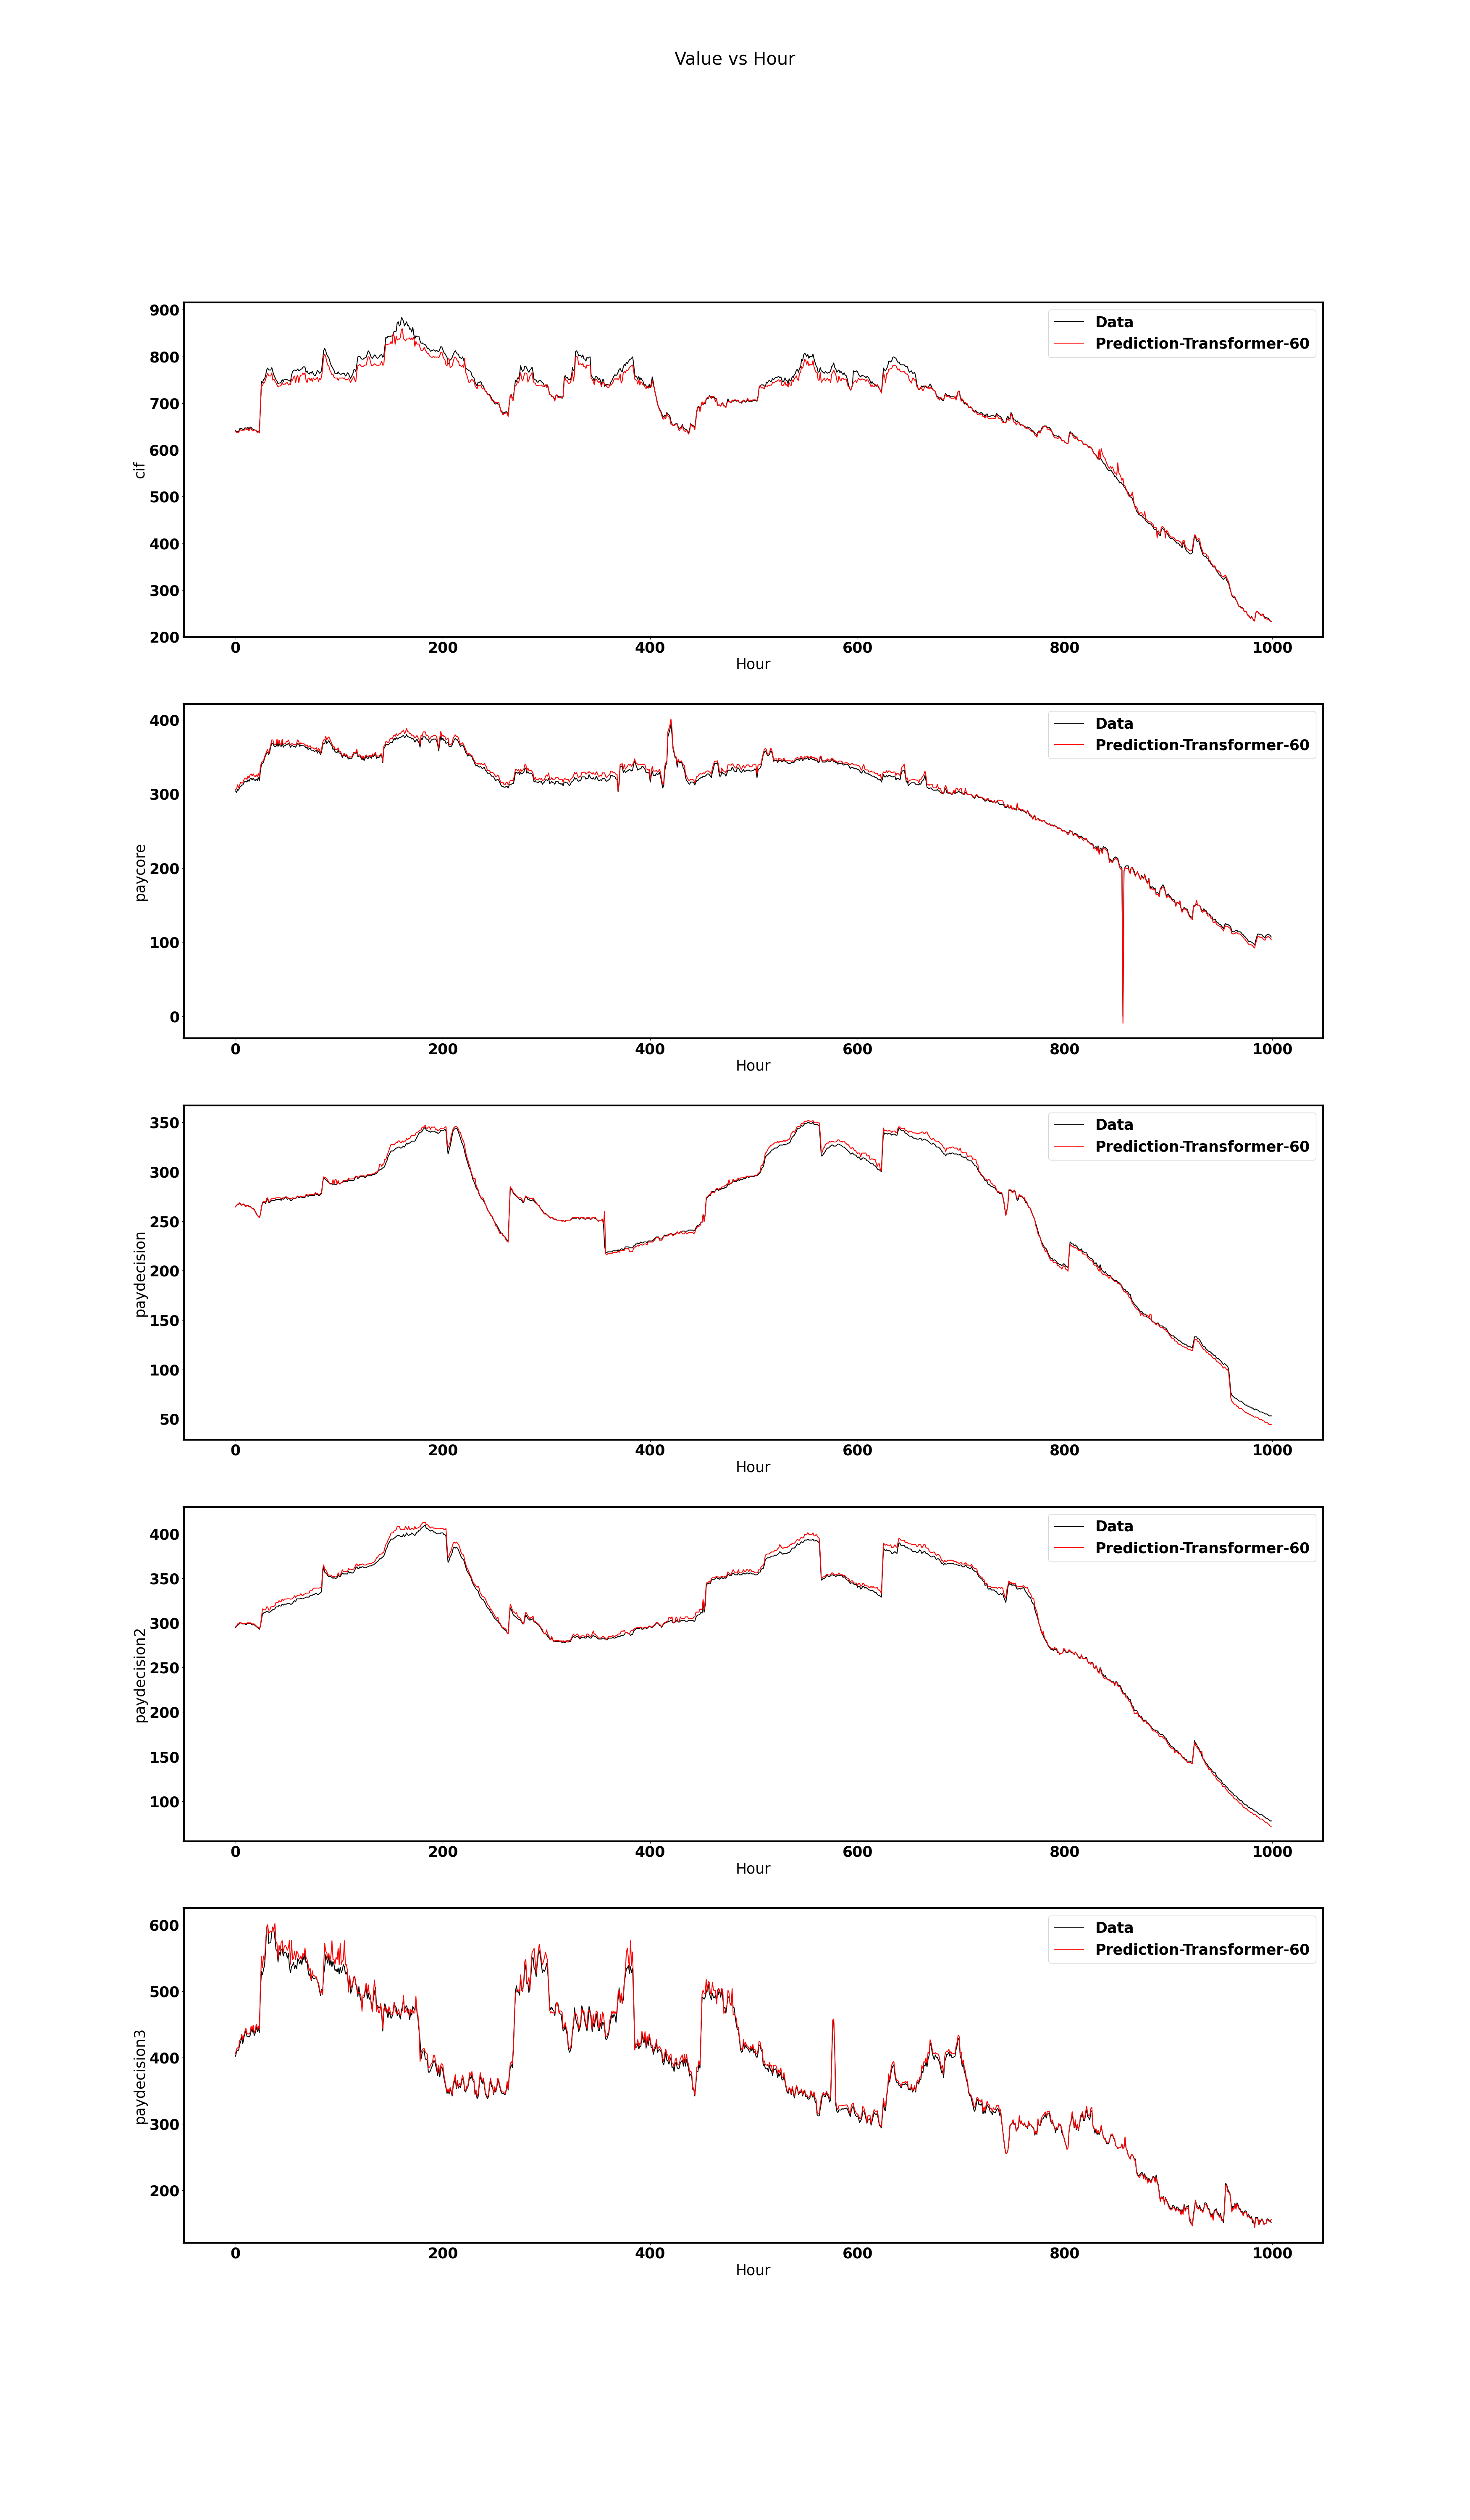 Value vs Hour
900
800
700
600
500
400
300
200
cif
Data
Prediction-Transformer-60
0 200 400 600 800 1000
Hour
400
300
200
100
0
paycore
Data
Prediction-Transformer-60
0 200 400 600 800 1000
Hour
350
300
250
200
150
100
50
paydecision
Data
Prediction-Transformer-60
0 200 400 600 800 1000
Hour
400
350
300
250
200
150
100
paydecision2
Data
Prediction-Transformer-60
0 200 400 600 800 1000
Hour
600
500
400
300
200
paydecision3
Data
Prediction-Transformer-60
0 200 400 600 800 1000
Hour